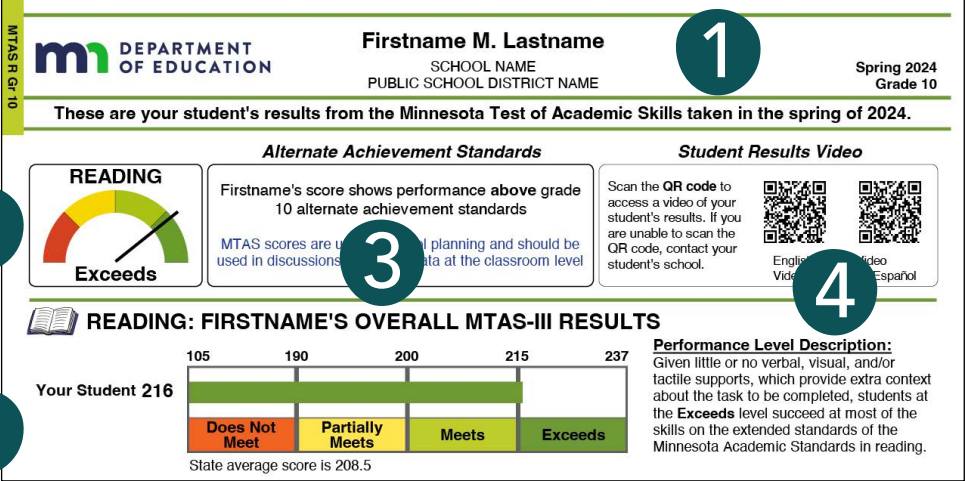 MTAS R Gr 10
DEPARTMENT
OF EDUCATION
Firstname M. Lastname
SCHOOL NAME
PUBLIC SCHOOL DISTRICT NAME
1
Spring 2024
Grade 10
These are your student's results from the Minnesota Test of Academic Skills taken in the spring of 2024.
READING
Exceeds
Alternate Achievement Standards
Firstname's score shows performance above grade
10 alternate achievement standards
MTAS scores are planning and should be
used in discussions at the classroom level
3
Student Results Video
Scan the QR code to
access a video of your
student's results. If you
are unable to scan the
QR code, contact your
student's school.
Español
4
READING: FIRSTNAME'S OVERALL MTAS-III RESULTS
105 190 200 215 237
Your Student 216
Does Not
Meet
Partially
Meets
Meets
Exceeds
State average score is 208.5
Performance Level Description:
Given little or no verbal, visual, and/or
tactile supports, which provide extra context
about the task to be completed, students at
the Exceeds level succeed at most of the
skills on the extended standards of the
Minnesota Academic Standards in reading.